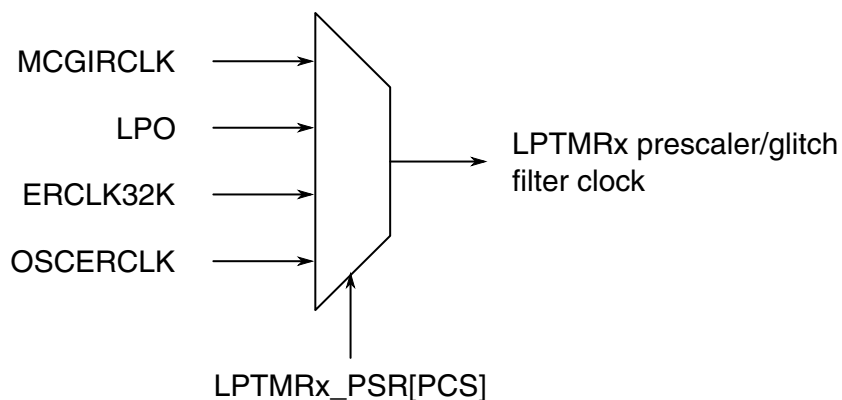 MCGIRCLK
LPO
ERCLK32K
OSCERCLK
LPTMRx prescaler/glitch
filter clock
LPTMRx_PSR[PCS]